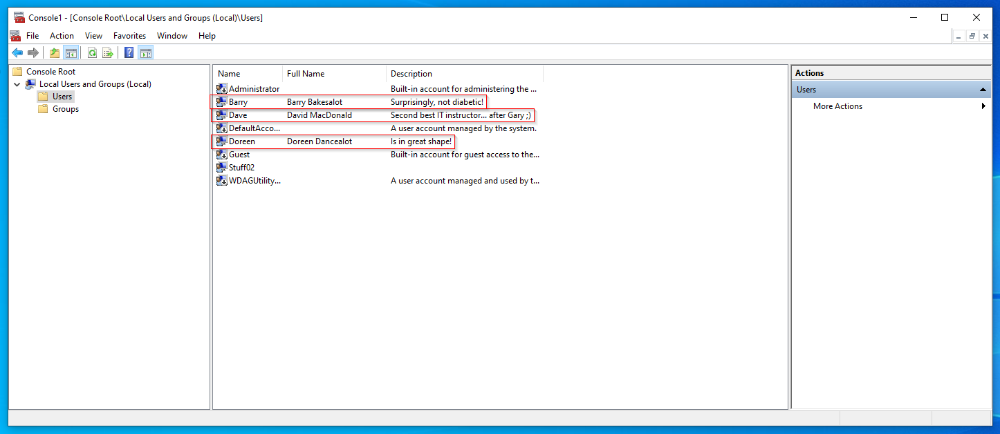 Console1 - [Console Root\Local Users and Groups (Local)\Users]
File Action View Favorites Window Help
Console Root
Local Users and Groups (Local)
Users
Groups
Name Full Name Description
Administrator Built-in account for administering the ...
Barry Barry Bakesalot Surprisingly, not diabetic!
Dave David MacDonald Second best IT instructor... after Gary ;)
DefaultAcco... A user account managed by the system.
Doreen Doreen Dancealot Is in great shape!
Guest Built-in account for guest access to the...
Stuff02
WDAGUtility... A user account managed and used by t...
Actions
Users
More Actions